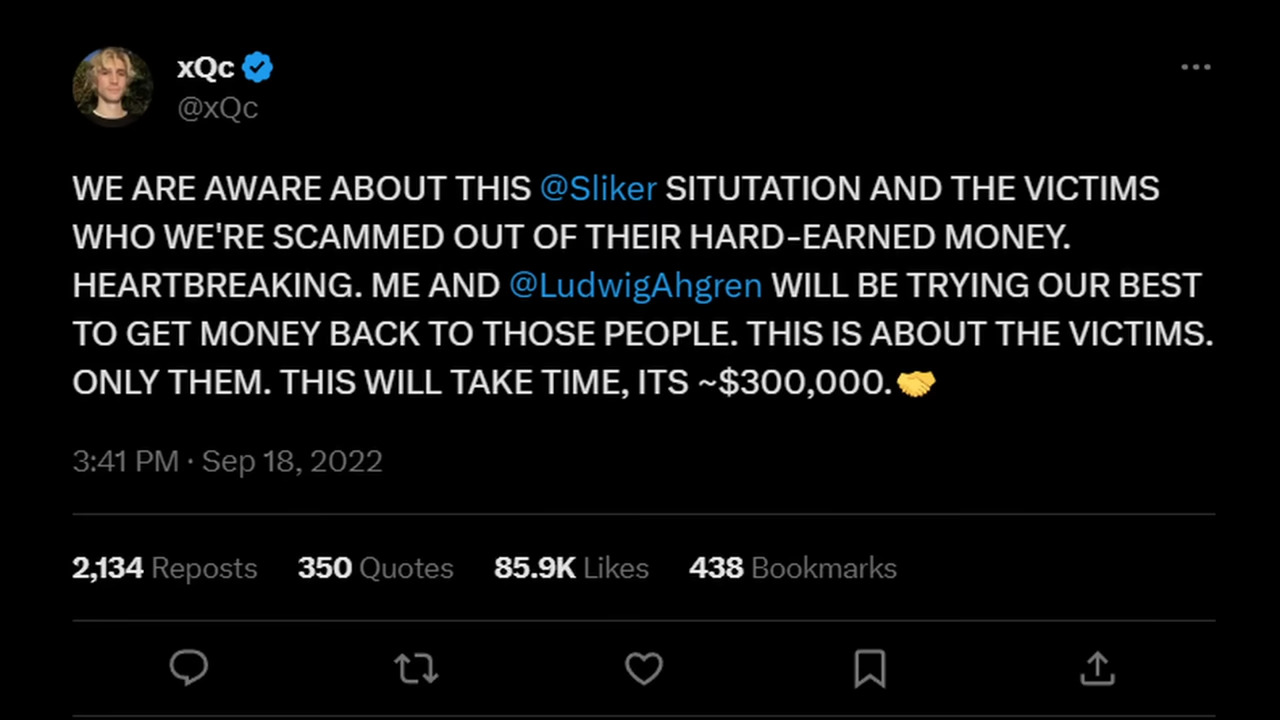 xQc
@xQc
WE ARE AWARE ABOUT THIS @Sliker SITUTATION AND THE VICTIMS
WHO WE'RE SCAMMED OUT OF THEIR HARD-EARNED MONEY.
HEARTBREAKING. ME AND @LudwigAhgren WILL BE TRYING OUR BEST
TO GET MONEY BACK TO THOSE PEOPLE. THIS IS ABOUT THE VICTIMS.
ONLY THEM. THIS WILL TAKE TIME, ITS ~$300,000.🤝
3:41 PM · Sep 18, 2022
2,134 Reposts 350 Quotes 85.9K Likes 438 Bookmarks